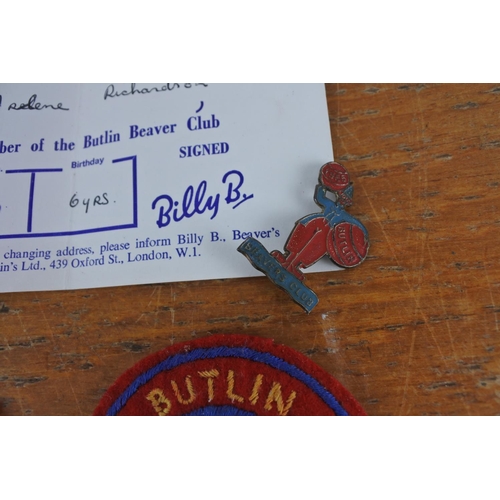 Richardson
ber of the Butlin Beaver Club
Birthday
SIGNED
6 YRS.
Billy B.
changing address, please inform Billy B., Beaver's
in's Ltd., 439 Oxford St., London, W.1.
BUTLIN
BUTLIN